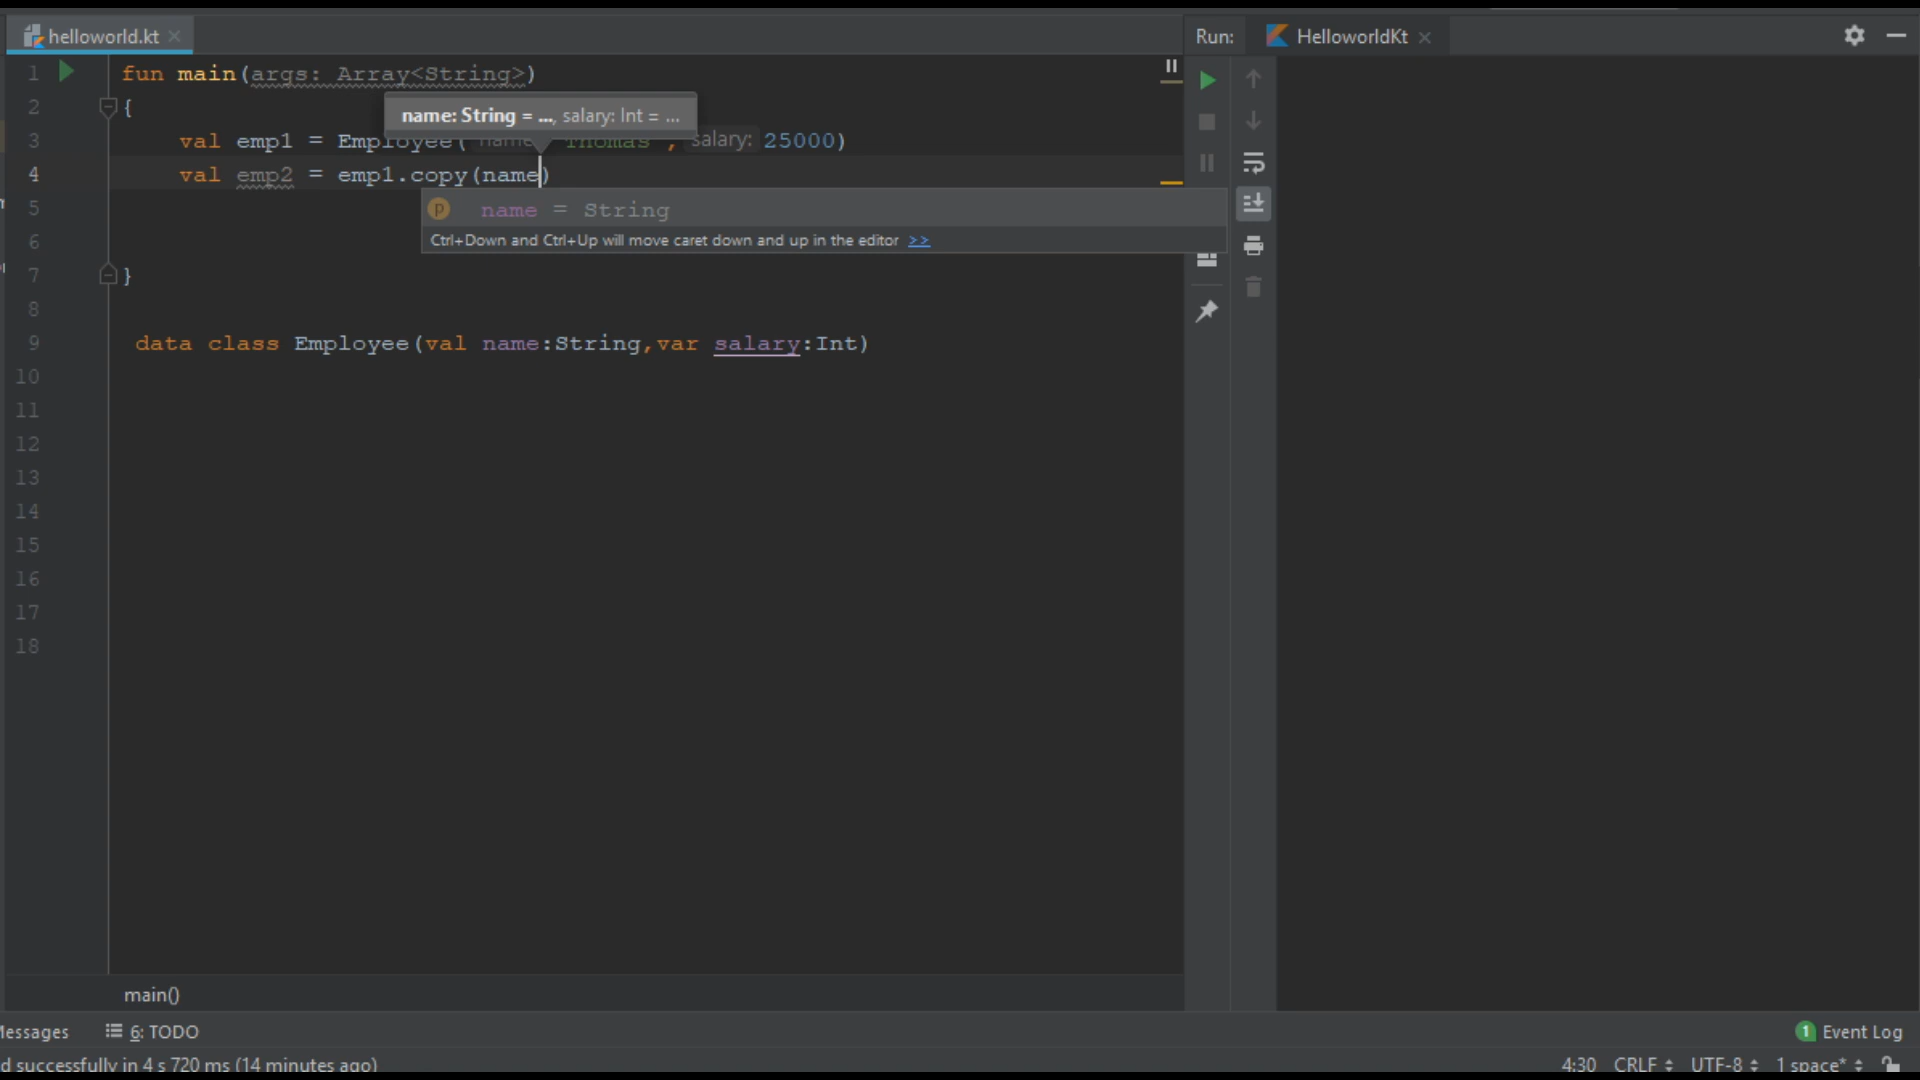 helloworld.kt
Run: HelloworldKt
1 fun main(args: Array<String>)
2 {
name: String = ..., salary: Int = ...
3 val emp1 = Employee( name: "Thomas", salary: 25000)
4 val emp2 = emp1.copy(name)
5
name = String
6
Ctrl+Down and Ctrl+Up will move caret down and up in the editor >>
7 }
8
9 data class Employee(val name:String,var salary:Int)
10
11
12
13
14
15
16
17
18
main()
Messages 6: TODO 1 Event Log
d successfully in 4 s 720 ms (14 minutes ago) 4:30 CRLF UTF-8 1 space*